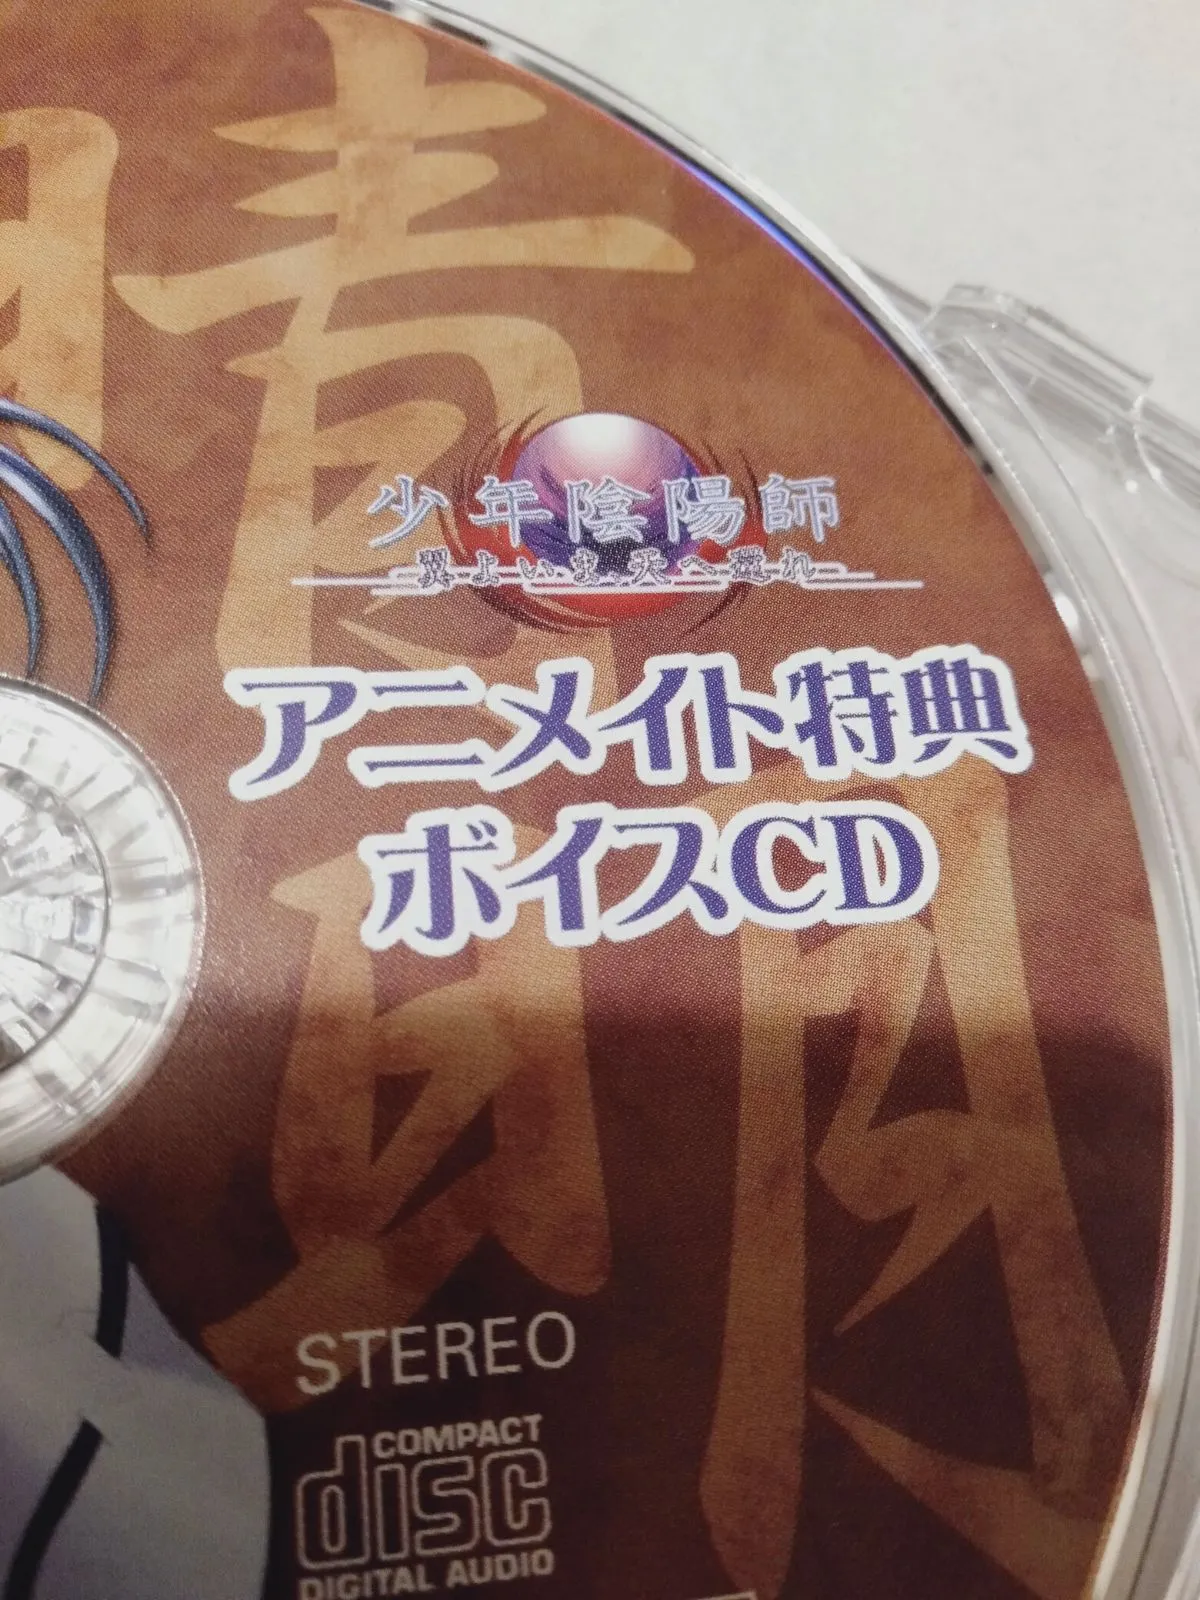 少年陰陽師
翼よいま、天へ還れ
アニメイト特典
ボイスCD
STEREO
COMPACT
disc
DIGITAL AUDIO